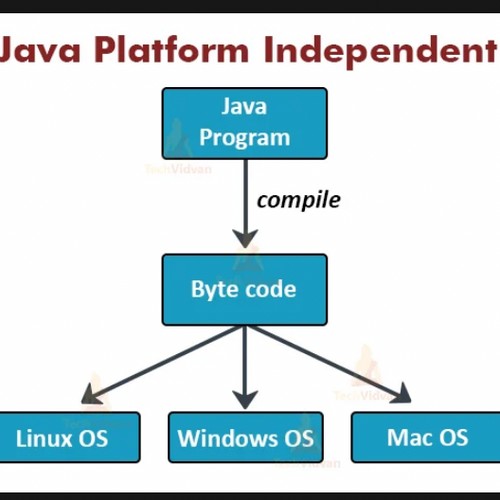 Java Platform Independent
Java
Program
TechVidvan
compile
Byte code
TechVidvan
Linux OS
Windows OS
Mac OS
TechVidvan